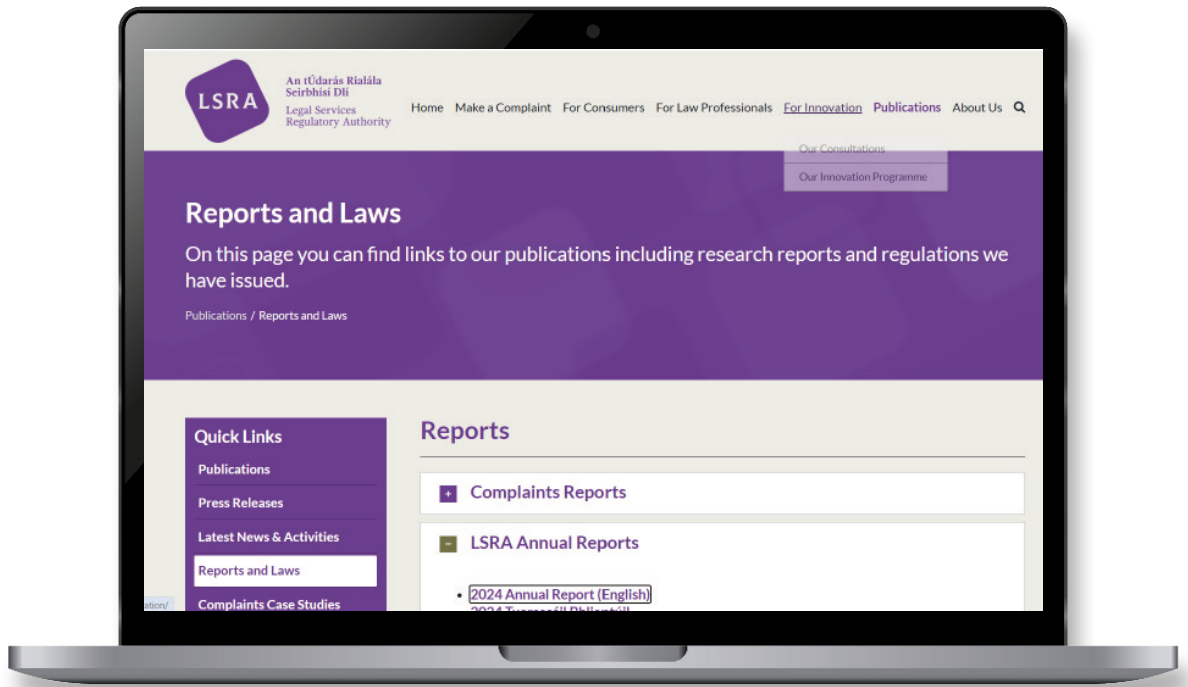 LSRA
An tÚdarás Rialála
Seirbhísí Dlí
Legal Services
Regulatory Authority
Home Make a Complaint For Consumers For Law Professionals For Innovation Publications About Us
Our Consultations
Our Innovation Programme
Reports and Laws
On this page you can find links to our publications including research reports and regulations we
have issued.
Publications / Reports and Laws
Quick Links
Publications
Press Releases
Latest News & Activities
Reports and Laws
Complaints Case Studies
Reports
+ Complaints Reports
− LSRA Annual Reports
• 2024 Annual Report (English)
2024 Tuarascáil Bhliantúil
ation/